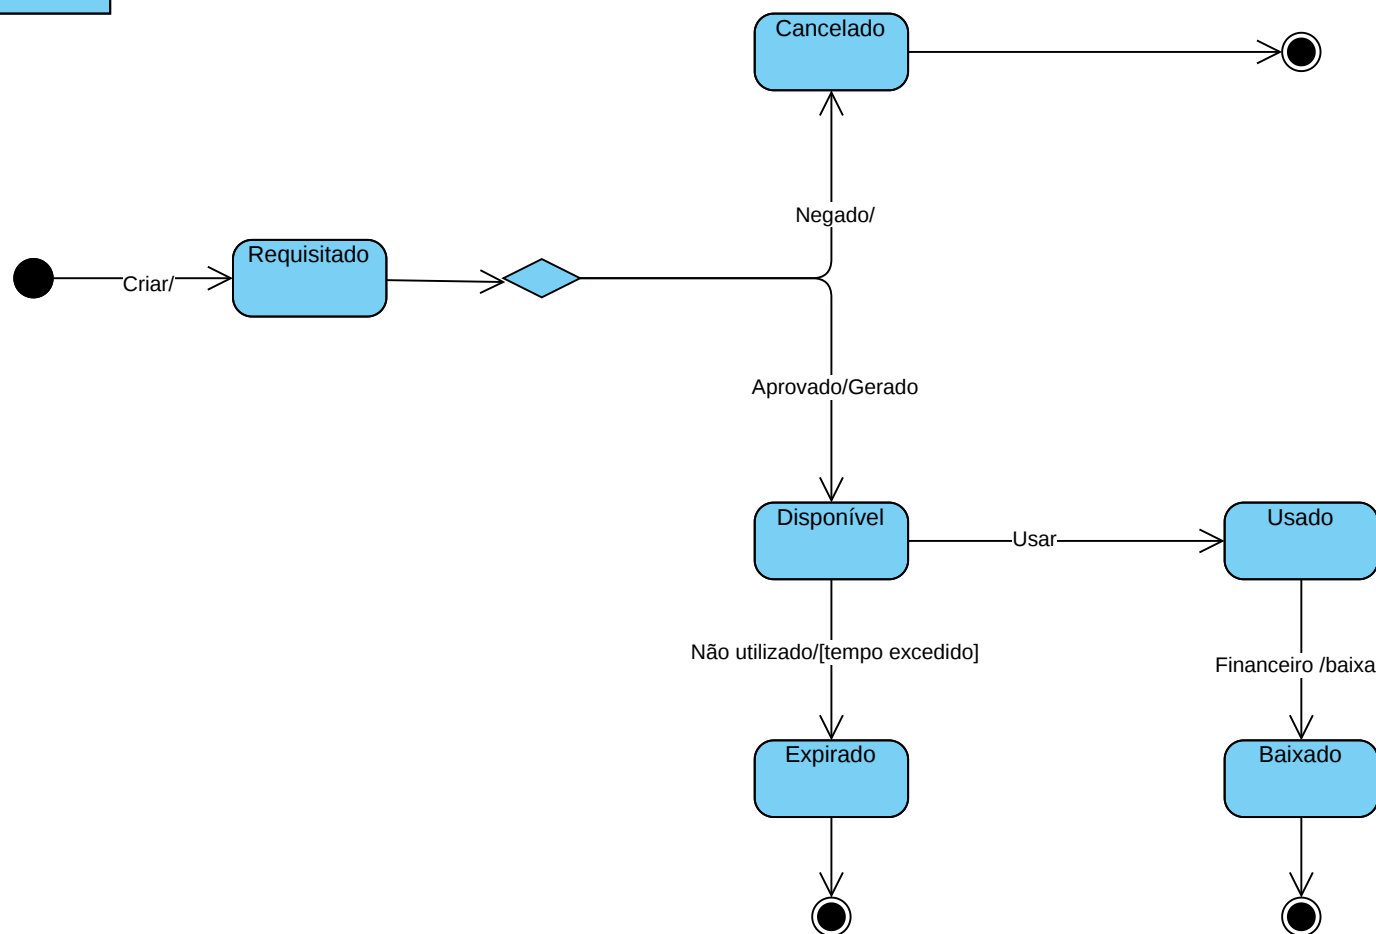 Cancelado
Negado/
Requisitado
Criar/
Aprovado/Gerado
Disponível
Usado
Usar
Não utilizado/[tempo excedido]
Financeiro /baixa
Expirado
Baixado